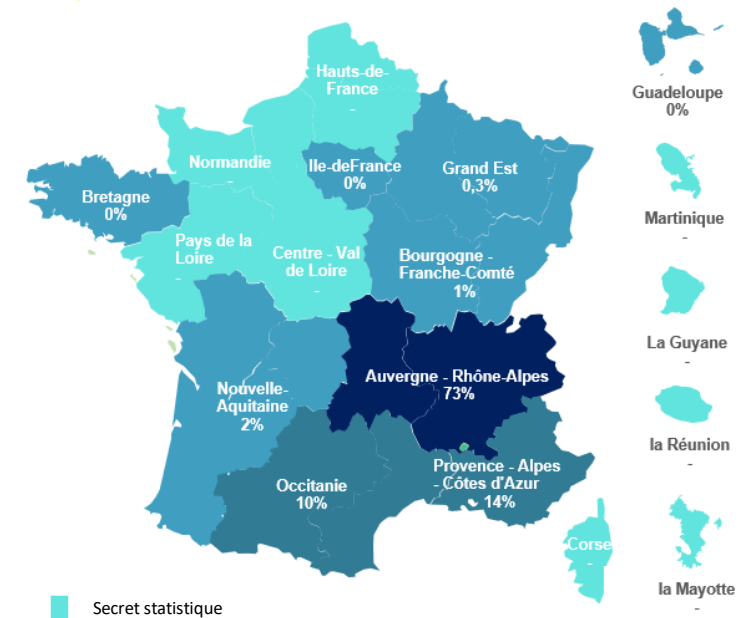 Hauts-de-
France
-
Guadeloupe
0%
Normandie
-
Ile-deFrance
0%
Grand Est
0,3%
Bretagne
0%
Martinique
-
Pays de la
Loire
-
Centre - Val
de Loire
-
Bourgogne -
Franche-Comté
1%
La Guyane
-
Auvergne - Rhône-Alpes
73%
Nouvelle-
Aquitaine
2%
la Réunion
-
Provence - Alpes
- Côtes d'Azur
14%
Occitanie
10%
Corse
-
la Mayotte
-
Secret statistique